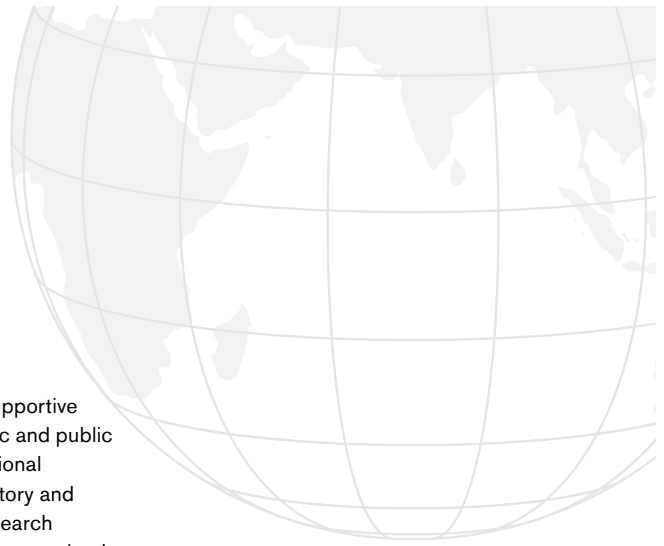 pportive
c and public
ional
tory and
earch